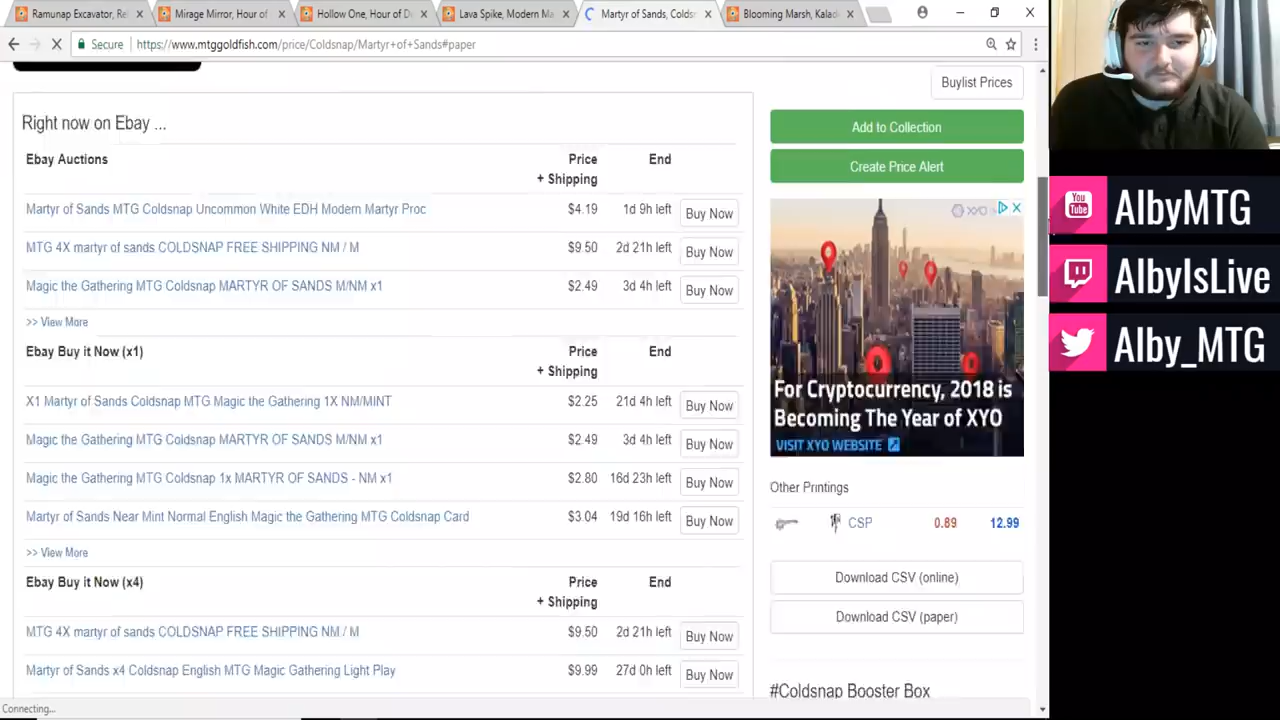 Ramunap Excavator, Rel
Mirage Mirror, Hour of
Hollow One, Hour of D
Lava Spike, Modern Ma
Martyr of Sands, Coldsn
Blooming Marsh, Kalade
Secure
https://www.mtggoldfish.com/price/Coldsnap/Martyr+of+Sands#paper
Right now on Ebay ...
Ebay Auctions Price + Shipping End
Martyr of Sands MTG Coldsnap Uncommon White EDH Modern Martyr Proc $4.19 1d 9h left Buy Now
MTG 4X martyr of sands COLDSNAP FREE SHIPPING NM / M $9.50 2d 21h left Buy Now
Magic the Gathering MTG Coldsnap MARTYR OF SANDS M/NM x1 $2.49 3d 4h left Buy Now
>> View More
Ebay Buy it Now (x1) Price + Shipping End
X1 Martyr of Sands Coldsnap MTG Magic the Gathering 1X NM/MINT $2.25 21d 4h left Buy Now
Magic the Gathering MTG Coldsnap MARTYR OF SANDS M/NM x1 $2.49 3d 4h left Buy Now
Magic the Gathering MTG Coldsnap 1x MARTYR OF SANDS - NM x1 $2.80 16d 23h left Buy Now
Martyr of Sands Near Mint Normal English Magic the Gathering MTG Coldsnap Card $3.04 19d 16h left Buy Now
>> View More
Ebay Buy it Now (x4) Price + Shipping End
MTG 4X martyr of sands COLDSNAP FREE SHIPPING NM / M $9.50 2d 21h left Buy Now
Martyr of Sands x4 Coldsnap English MTG Magic Gathering Light Play $9.99 27d 0h left Buy Now
Connecting...
Buylist Prices
Add to Collection
Create Price Alert
XYO
For Cryptocurrency, 2018 is
Becoming The Year of XYO
VISIT XYO WEBSITE
Other Printings
CSP 0.89 12.99
Download CSV (online)
Download CSV (paper)
#Coldsnap Booster Box
You Tube
AlbyMTG
AlbyIsLive
Alby_MTG